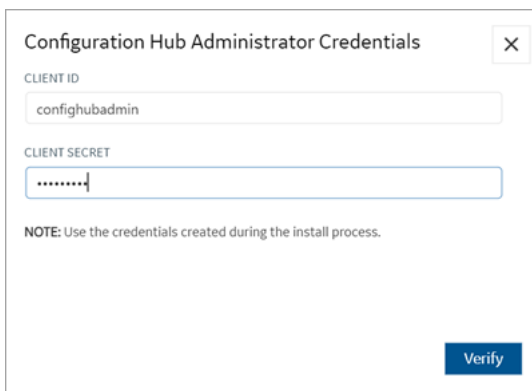 Configuration Hub Administrator Credentials
CLIENT ID
confighubadmin
CLIENT SECRET
•••••••••
NOTE: Use the credentials created during the install process.
Verify